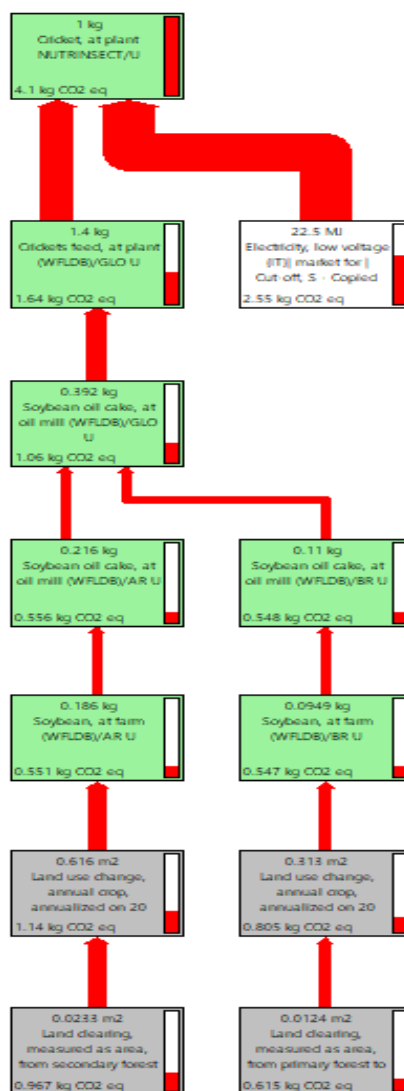 1 kg
Cricket, at plant
NUTRINSECT/U
4.1 kg CO2 eq
1.4 kg
Crickets feed, at plant
(WFLDB)/GLO U
1.64 kg CO2 eq
22.5 MJ
Electricity, low voltage
{IT}| market for |
Cut-off, S - Copied
2.55 kg CO2 eq
0.392 kg
Soybean oil cake, at
oil mill (WFLDB)/GLO
U
1.06 kg CO2 eq
0.216 kg
Soybean oil cake, at
oil mill (WFLDB)/AR U
0.556 kg CO2 eq
0.11 kg
Soybean oil cake, at
oil mill (WFLDB)/BR U
0.548 kg CO2 eq
0.186 kg
Soybean, at farm
(WFLDB)/AR U
0.551 kg CO2 eq
0.0949 kg
Soybean, at farm
(WFLDB)/BR U
0.547 kg CO2 eq
0.616 m2
Land use change,
annual crop,
annualized on 20
1.14 kg CO2 eq
0.313 m2
Land use change,
annual crop,
annualized on 20
0.805 kg CO2 eq
0.0233 m2
Land clearing,
measured as area,
from secondary forest
0.967 kg CO2 eq
0.0124 m2
Land clearing,
measured as area,
from primary forest to
0.615 kg CO2 eq